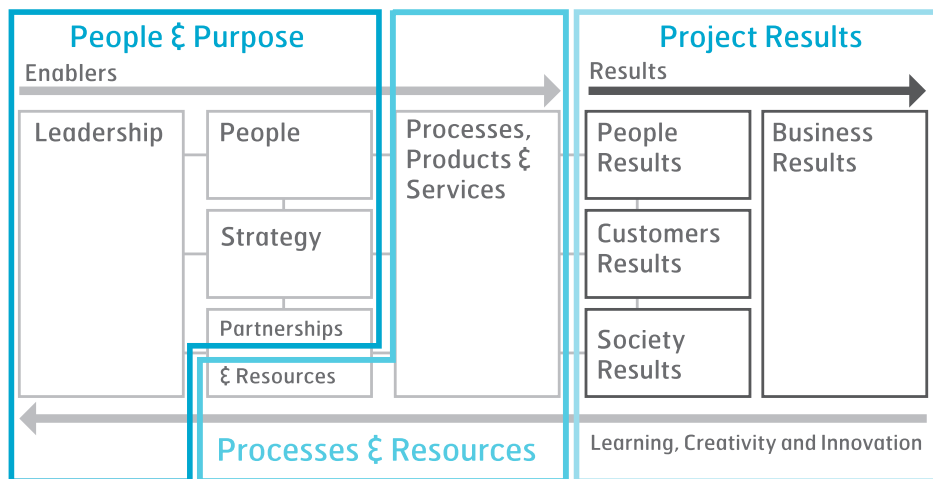 People & Purpose
Project Results
Enablers
Results
Leadership
People
Processes,
Products &
Services
People
Results
Business
Results
Strategy
Customers
Results
Partnerships
& Resources
Society
Results
Processes & Resources
Learning, Creativity and Innovation